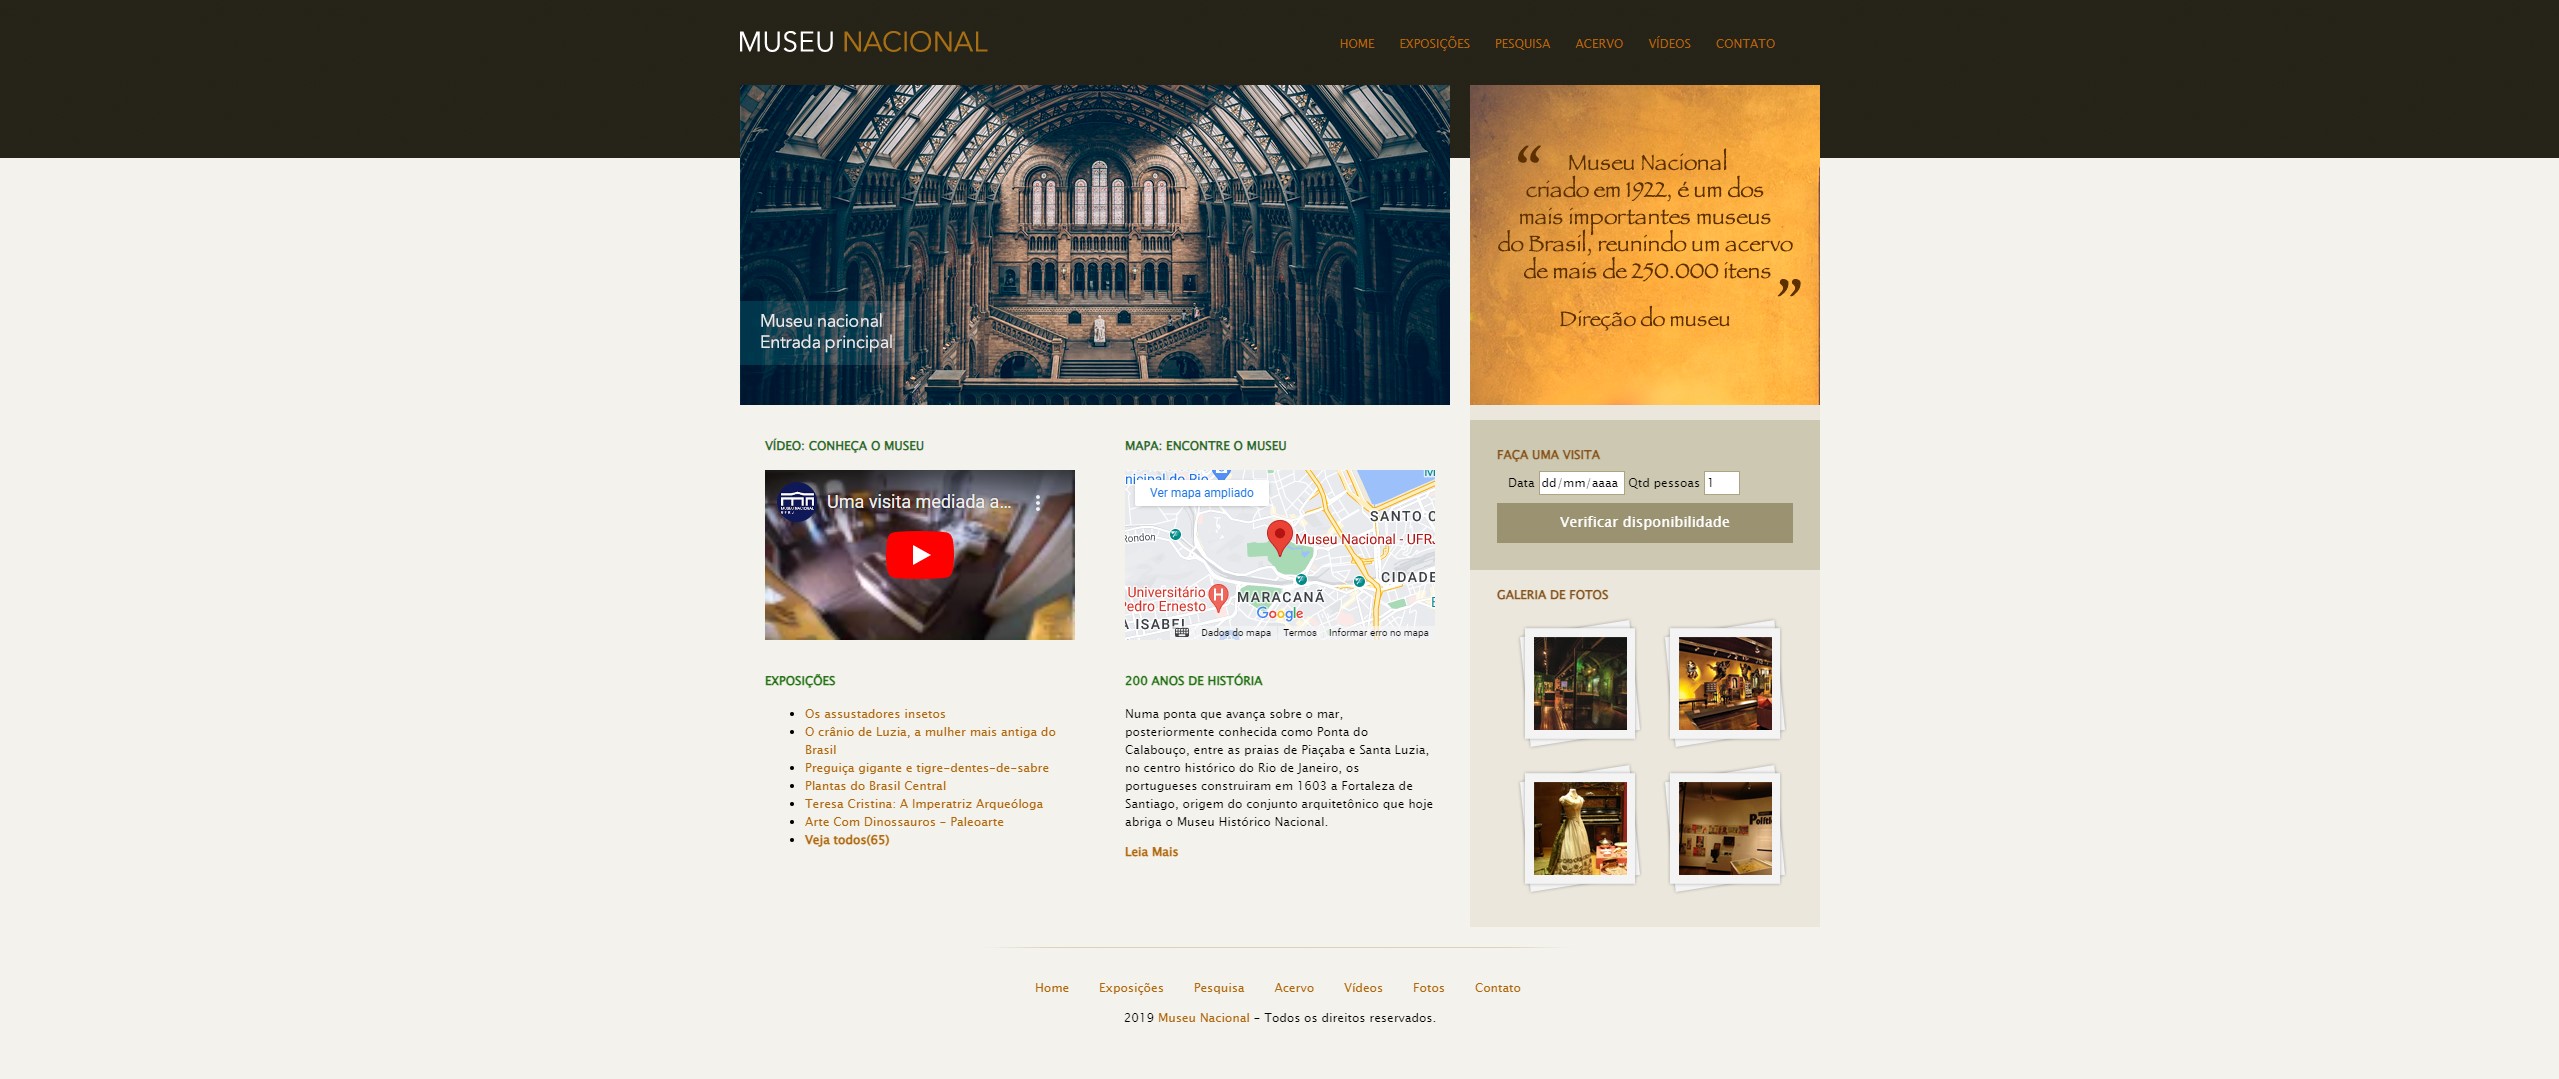 MUSEU NACIONAL
HOME EXPOSIÇÕES PESQUISA ACERVO VÍDEOS CONTATO
Museu nacional
Entrada principal
“ Museu Nacional
criado em 1922, é um dos
mais importantes museus
do Brasil, reunindo um acervo
de mais de 250.000 itens ”
Direção do museu
VÍDEO: CONHEÇA O MUSEU
MUSEU NACIONAL
UFRJ
Uma visita mediada a...
MAPA: ENCONTRE O MUSEU
nicipal do Rio
Ver mapa ampliado
SANTO C
Rondon
Museu Nacional - UFRJ
CIDADE
Universitário
Pedro Ernesto
H
MARACANÃ
Google
A ISABEL
Dados do mapa Termos Informar erro no mapa
FAÇA UMA VISITA
Data dd/mm/aaaa Qtd pessoas 1
Verificar disponibilidade
GALERIA DE FOTOS
Polític
EXPOSIÇÕES
Os assustadores insetos
O crânio de Luzia, a mulher mais antiga do
Brasil
Preguiça gigante e tigre-dentes-de-sabre
Plantas do Brasil Central
Teresa Cristina: A Imperatriz Arqueóloga
Arte Com Dinossauros - Paleoarte
Veja todos(65)
200 ANOS DE HISTÓRIA
Numa ponta que avança sobre o mar,
posteriormente conhecida como Ponta do
Calabouço, entre as praias de Piaçaba e Santa Luzia,
no centro histórico do Rio de Janeiro, os
portugueses construiram em 1603 a Fortaleza de
Santiago, origem do conjunto arquitetônico que hoje
abriga o Museu Histórico Nacional.
Leia Mais
Home Exposições Pesquisa Acervo Vídeos Fotos Contato
2019 Museu Nacional - Todos os direitos reservados.